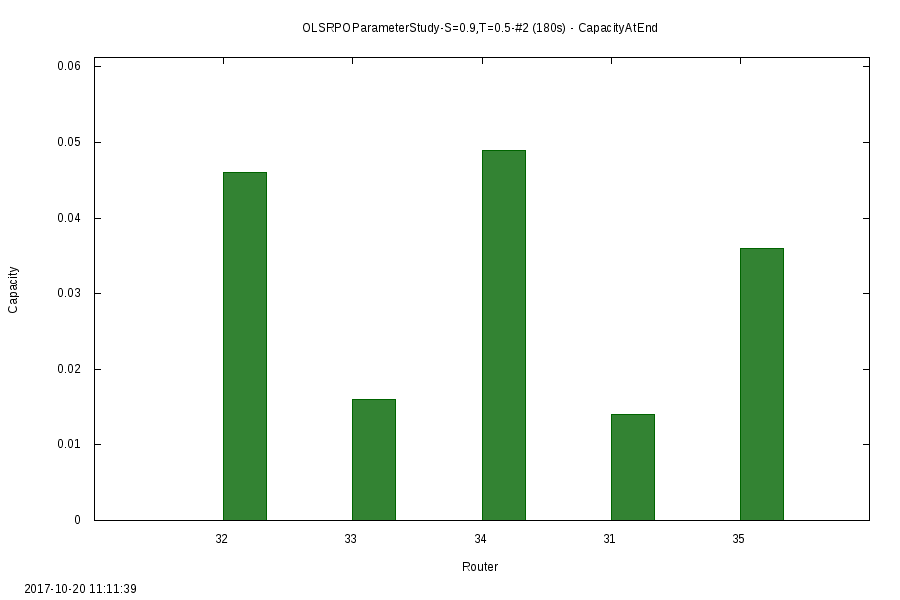 OLSRPOParameterStudy-S=0.9,T=0.5-#2 (180s) - CapacityAtEnd
0.06
0.05
0.04
0.03
0.02
0.01
0
Capacity
32 33 34 31 35
Router
2017-10-20 11:11:39